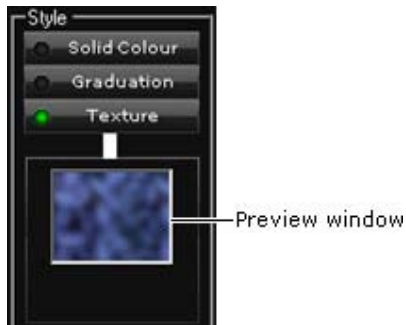 Style
Solid Colour
Graduation
Texture
Preview window